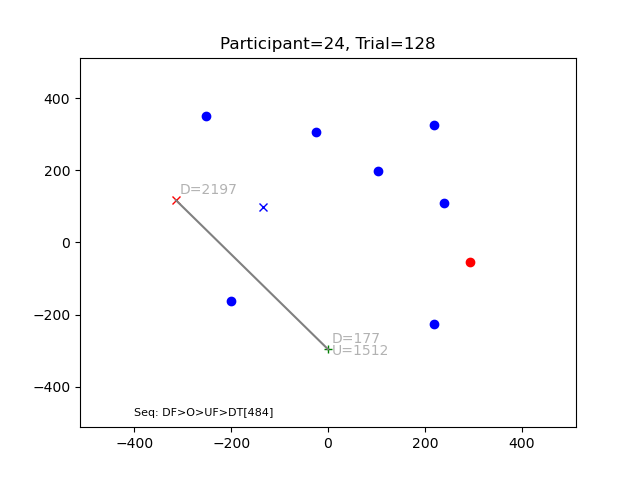 Participant=24, Trial=128
400
200
0
−200
−400
D=2197
D=177
U=1512
Seq: DF>O>UF>DT[484]
−400 −200 0 200 400